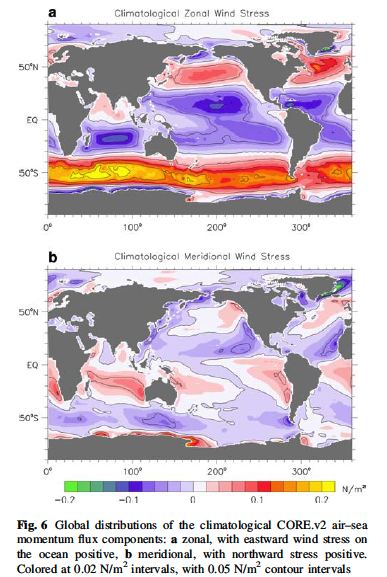 a
Climatological Zonal Wind Stress
50°N
EQ
50°S
0° 100° 200° 300°
b
Climatological Meridional Wind Stress
50°N
EQ
50°S
0° 100° 200° 300°
N/m²
-0.2 -0.1 0 0.1 0.2
Fig. 6 Global distributions of the climatological CORE.v2 air–sea
momentum flux components: a zonal, with eastward wind stress on
the ocean positive, b meridional, with northward stress positive.
Colored at 0.02 N/m² intervals, with 0.05 N/m² contour intervals